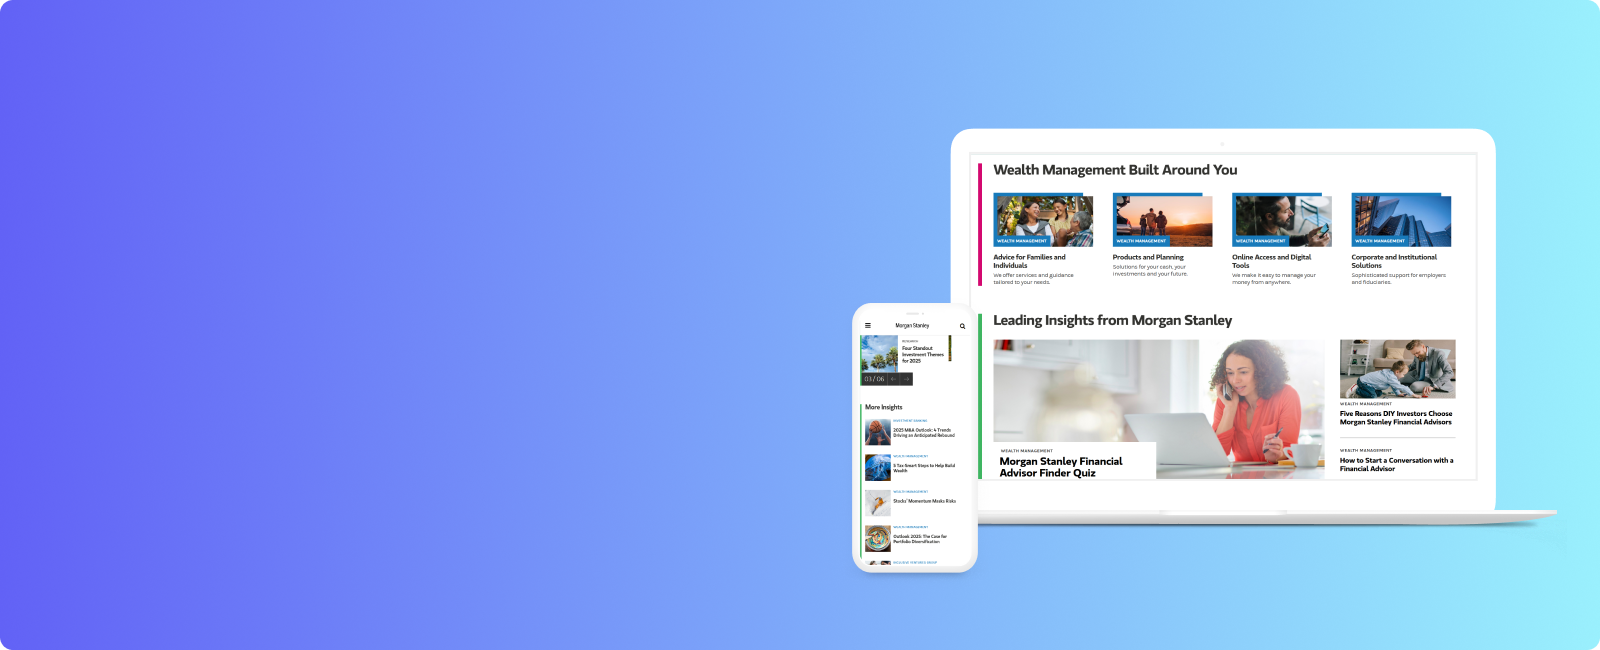 Wealth Management Built Around You
WEALTH MANAGEMENT
WEALTH MANAGEMENT
WEALTH MANAGEMENT
WEALTH MANAGEMENT
Advice for Families and
Individuals
We offer services and guidance
tailored to your needs.
Products and Planning
Solutions for your cash, your
investments and your future.
Online Access and Digital
Tools
We make it easy to manage your
money from anywhere.
Corporate and Institutional
Solutions
Sophisticated support for employers
and fiduciaries.
Leading Insights from Morgan Stanley
WEALTH MANAGEMENT
Morgan Stanley Financial
Advisor Finder Quiz
WEALTH MANAGEMENT
Five Reasons DIY Investors Choose
Morgan Stanley Financial Advisors
WEALTH MANAGEMENT
How to Start a Conversation with a
Financial Advisor
Morgan Stanley
RESEARCH
Four Standout
Investment Themes
for 2025
03 / 06
More Insights
INVESTMENT BANKING
2025 M&A Outlook: 4 Trends
Driving an Anticipated Rebound
WEALTH MANAGEMENT
5 Tax-Smart Steps to Help Build
Wealth
WEALTH MANAGEMENT
Stocks' Momentum Masks Risks
WEALTH MANAGEMENT
Outlook 2025: The Case for
Portfolio Diversification